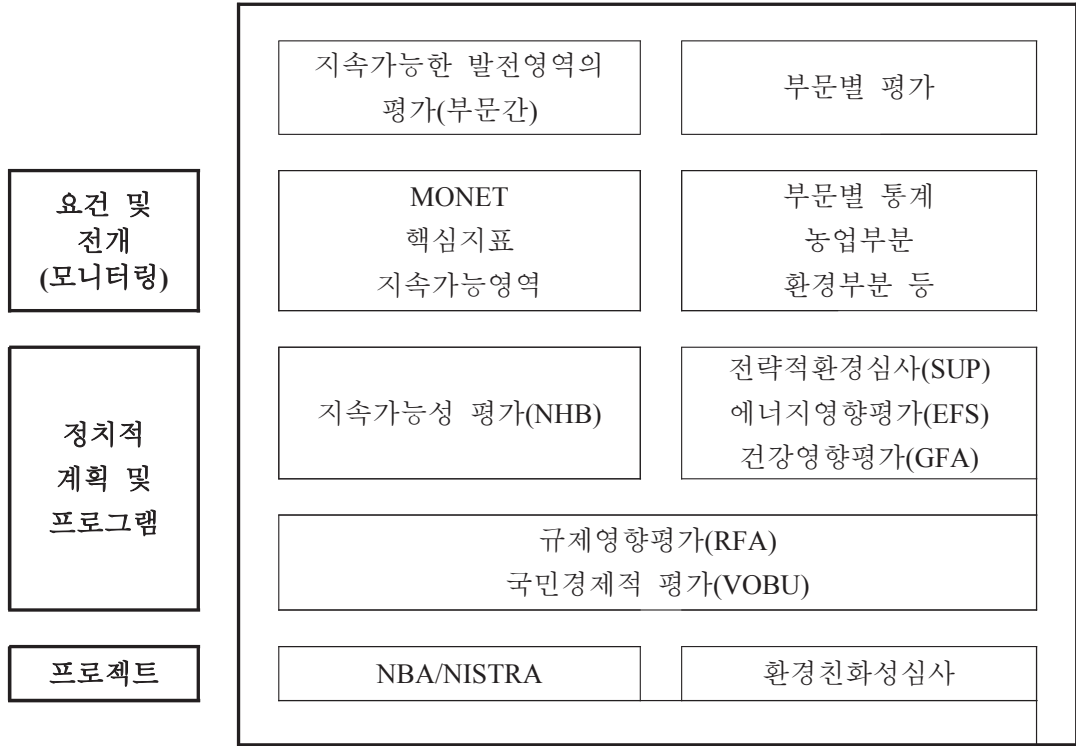 지속가능한 발전영역의
평가(부문간)
부문별 평가
요건 및
전개
(모니터링)
MONET
핵심지표
지속가능영역
부문별 통계
농업부분
환경부분 등
정치적
계획 및
프로그램
지속가능성 평가(NHB)
전략적환경심사(SUP)
에너지영향평가(EFS)
건강영향평가(GFA)
규제영향평가(RFA)
국민경제적 평가(VOBU)
프로젝트
NBA/NISTRA
환경친화성심사